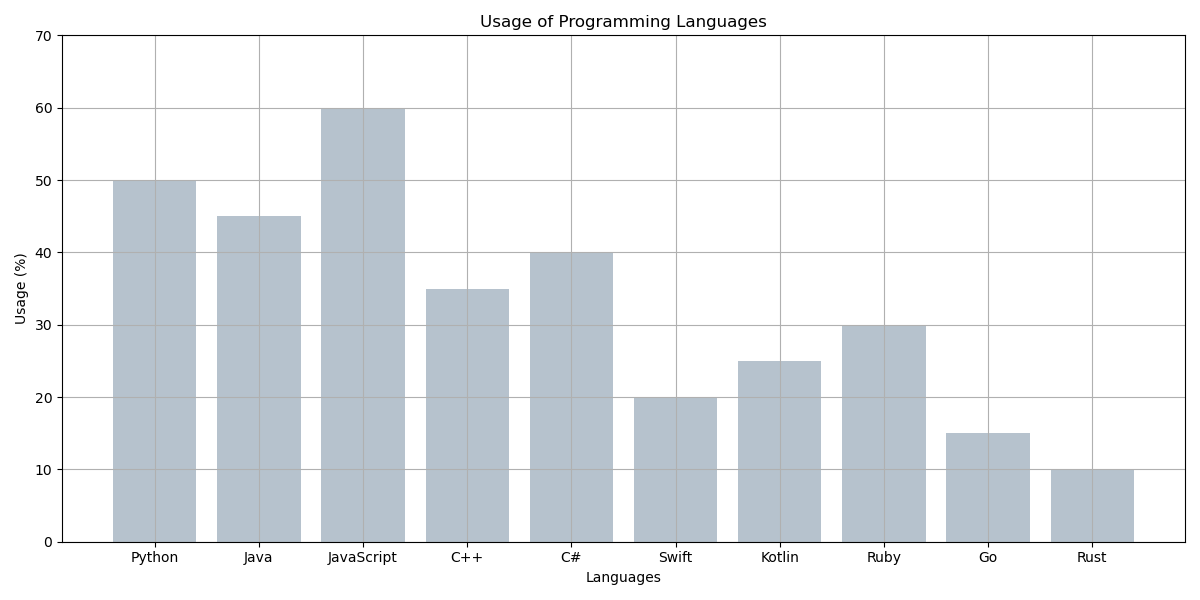 Usage of Programming Languages
70
60
50
40
30
20
10
0
Usage (%)
Python Java JavaScript C++ C# Swift Kotlin Ruby Go Rust
Languages